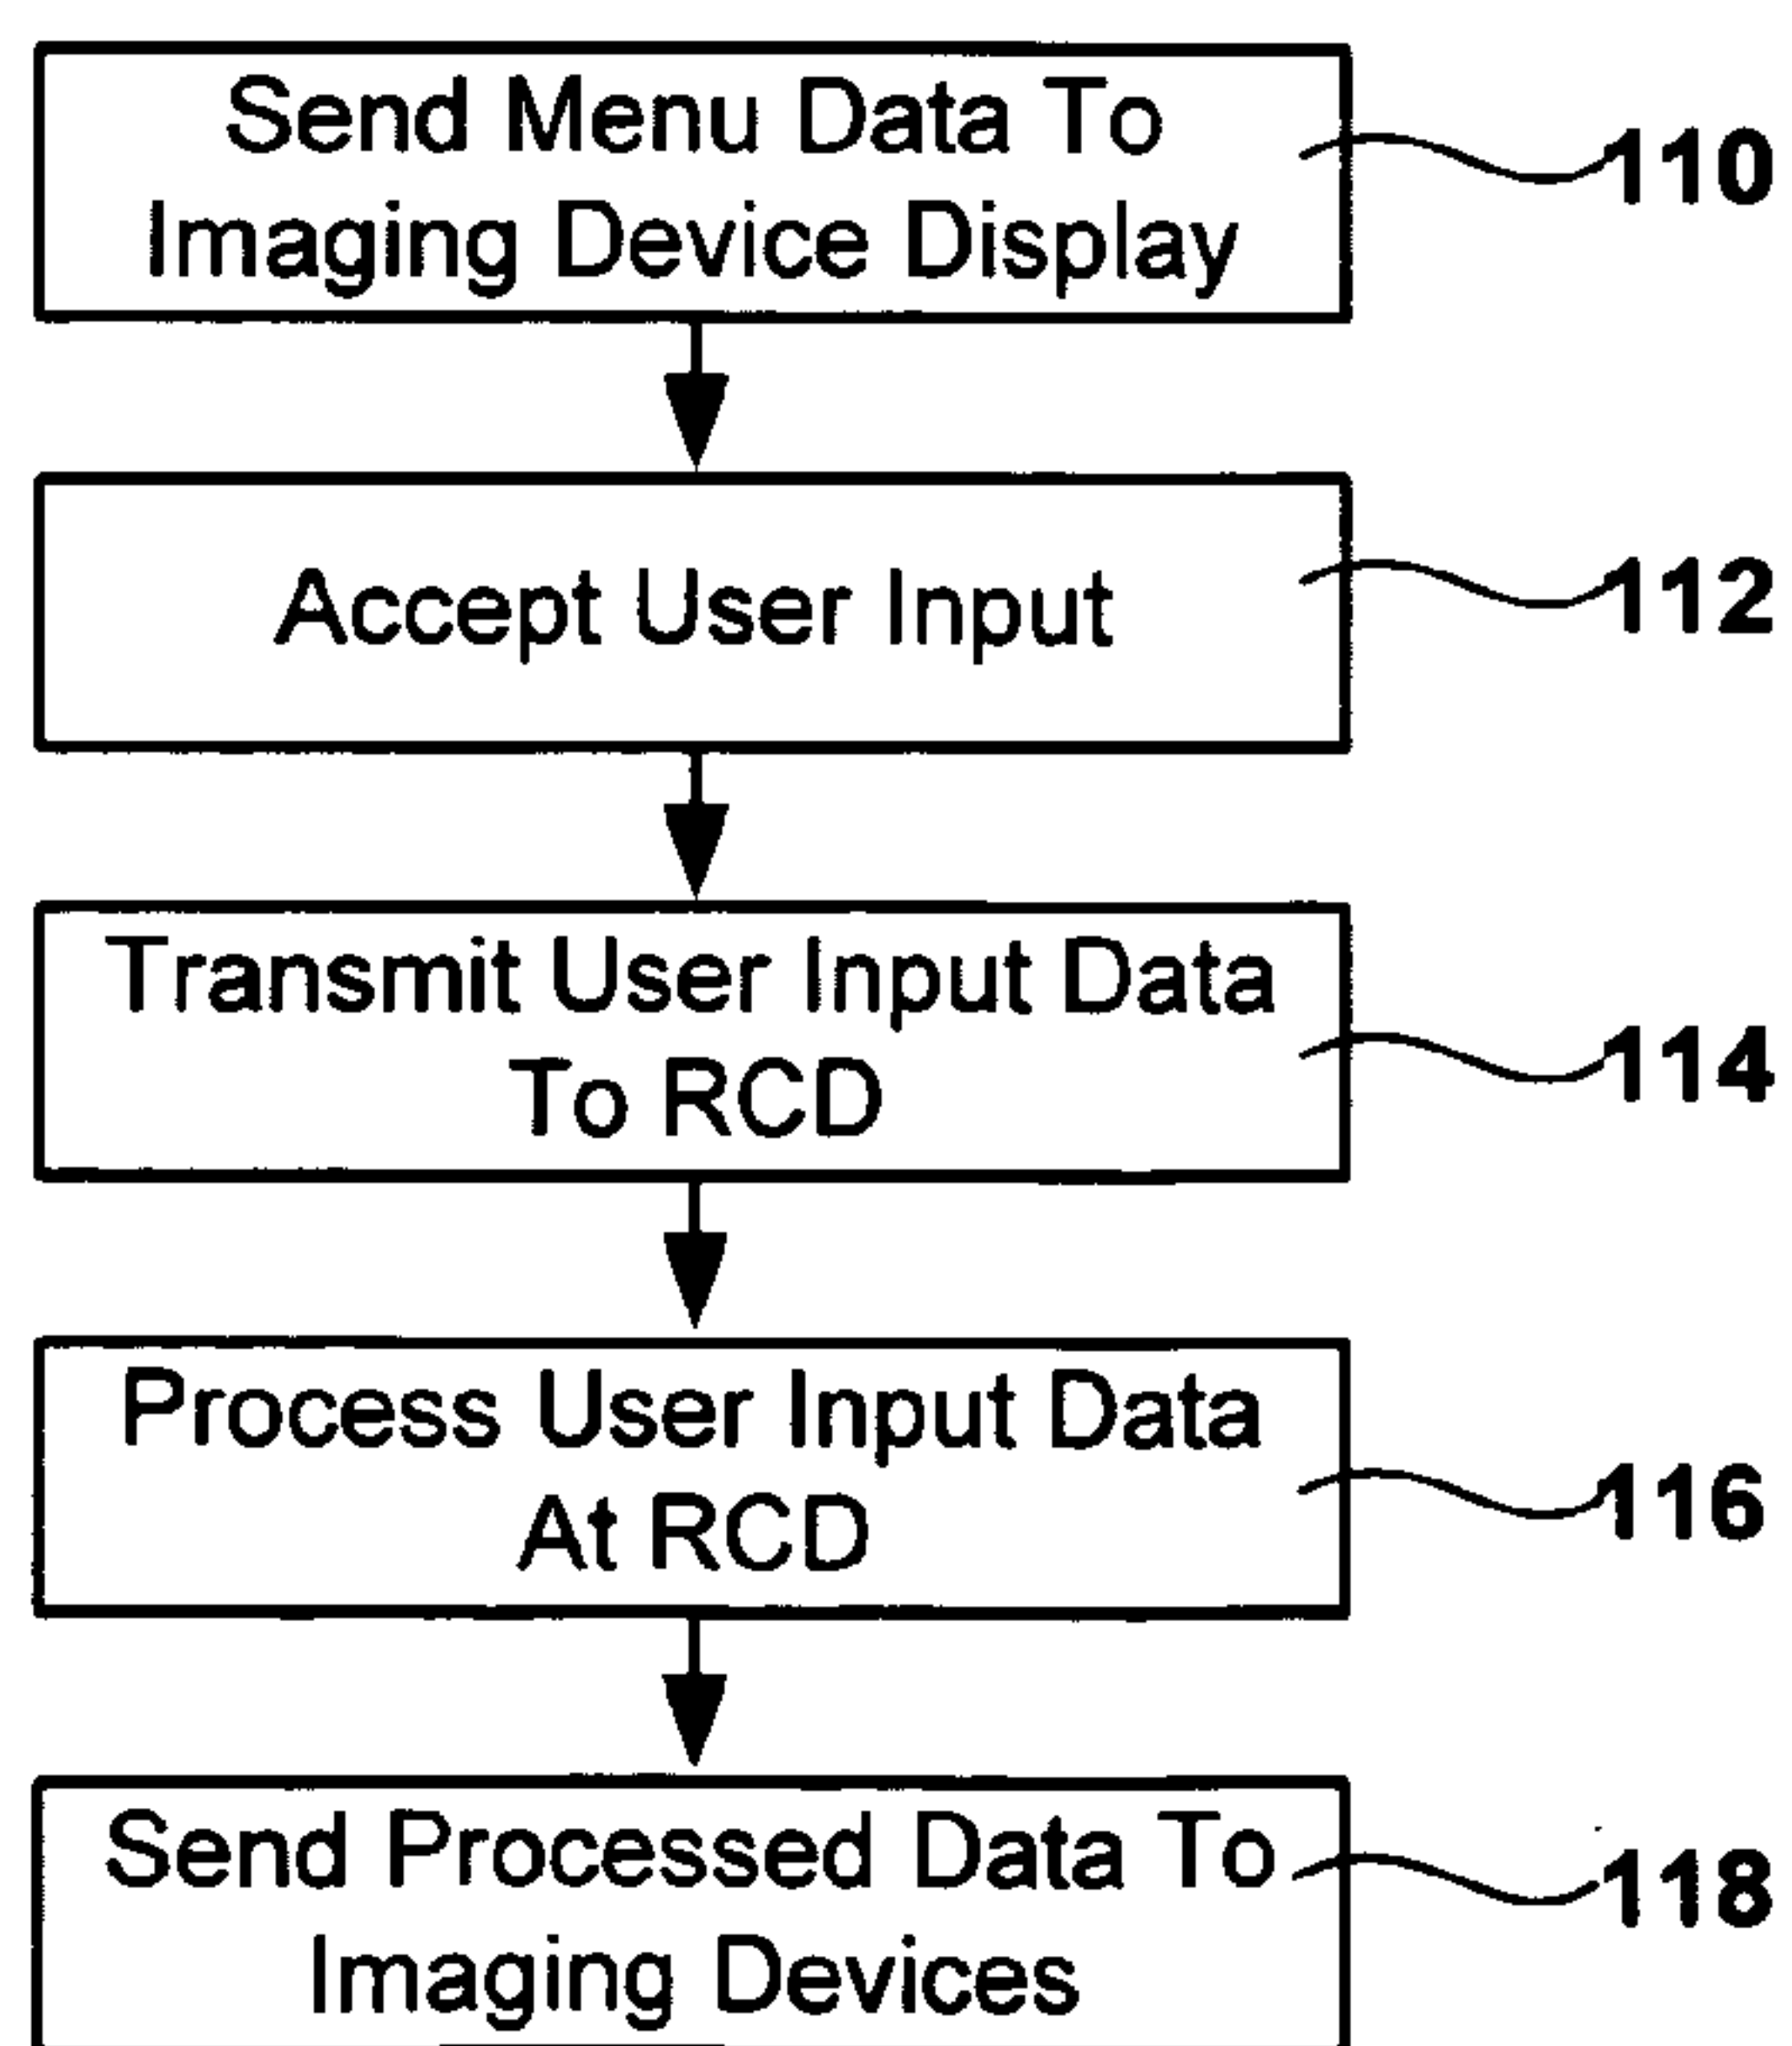 Send Menu Data To
Imaging Device Display
110
Accept User Input
112
Transmit User Input Data
To RCD
114
Process User Input Data
At RCD
116
Send Processed Data To
Imaging Devices
118